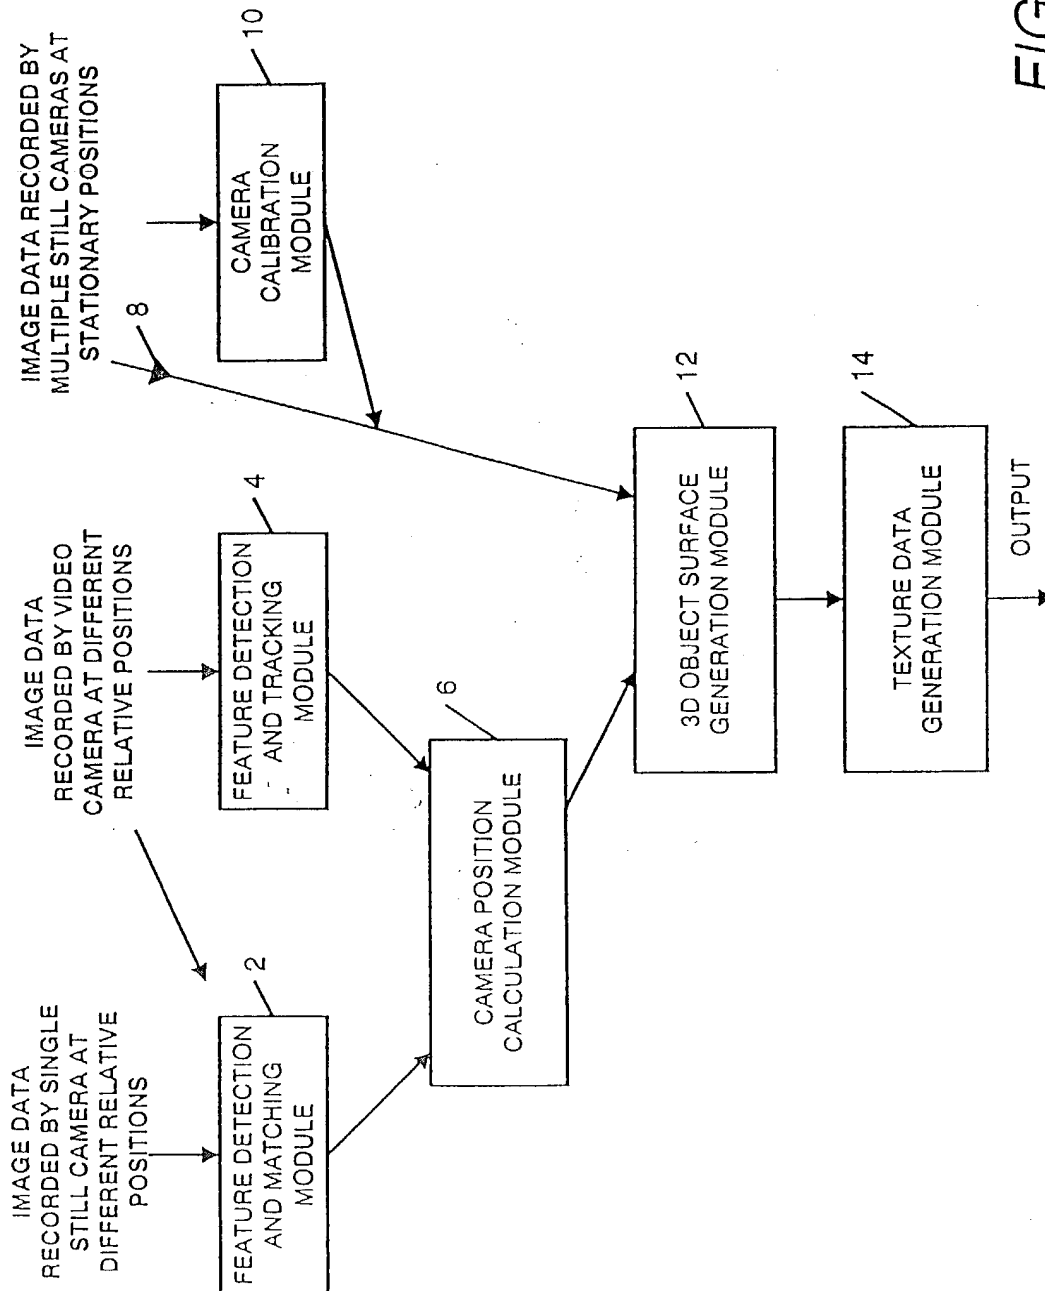 IMAGE DATA
RECORDED BY SINGLE
STILL CAMERA AT
DIFFERENT RELATIVE
POSITIONS
IMAGE DATA
RECORDED BY VIDEO
CAMERA AT DIFFERENT
RELATIVE POSITIONS
IMAGE DATA RECORDED BY
MULTIPLE STILL CAMERAS AT
STATIONARY POSITIONS
8
2
FEATURE DETECTION
AND MATCHING
MODULE
4
FEATURE DETECTION
AND TRACKING
MODULE
10
CAMERA
CALIBRATION
MODULE
6
CAMERA POSITION
CALCULATION MODULE
12
3D OBJECT SURFACE
GENERATION MODULE
14
TEXTURE DATA
GENERATION MODULE
OUTPUT
FIG